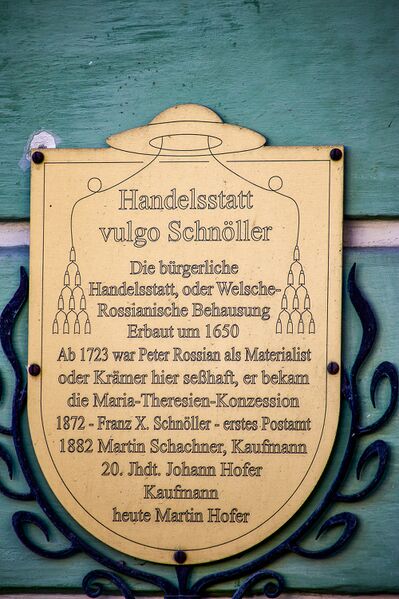 Handelsstatt
vulgo Schnöller
Die bürgerliche
Handelsstatt, oder Welsche-
Rossianische Behausung
Erbaut um 1650
Ab 1723 war Peter Rossian als Materialist
oder Krämer hier seßhaft, er bekam
die Maria-Theresien-Konzession
1872 - Franz X. Schnöller - erstes Postamt
1882 Martin Schachner, Kaufmann
20. Jhdt. Johann Hofer
Kaufmann
heute Martin Hofer